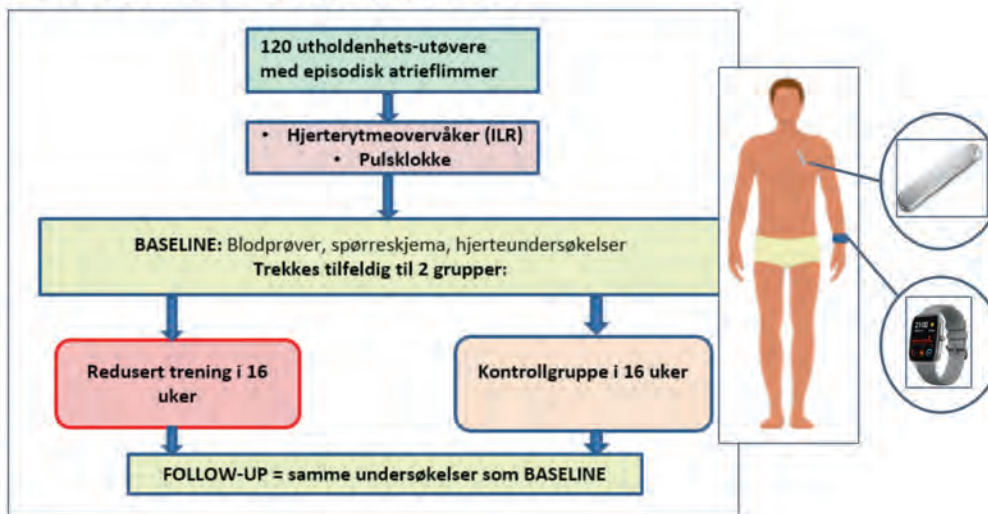 120 utholdenhets-utøvere
med episodisk atrieflimmer
• Hjerterytmeovervåker (ILR)
• Pulsklokke
BASELINE: Blodprøver, spørreskjema, hjerteundersøkelser
Trekkes tilfeldig til 2 grupper:
Redusert trening i 16
uker
Kontrollgruppe i 16 uker
FOLLOW-UP = samme undersøkelser som BASELINE